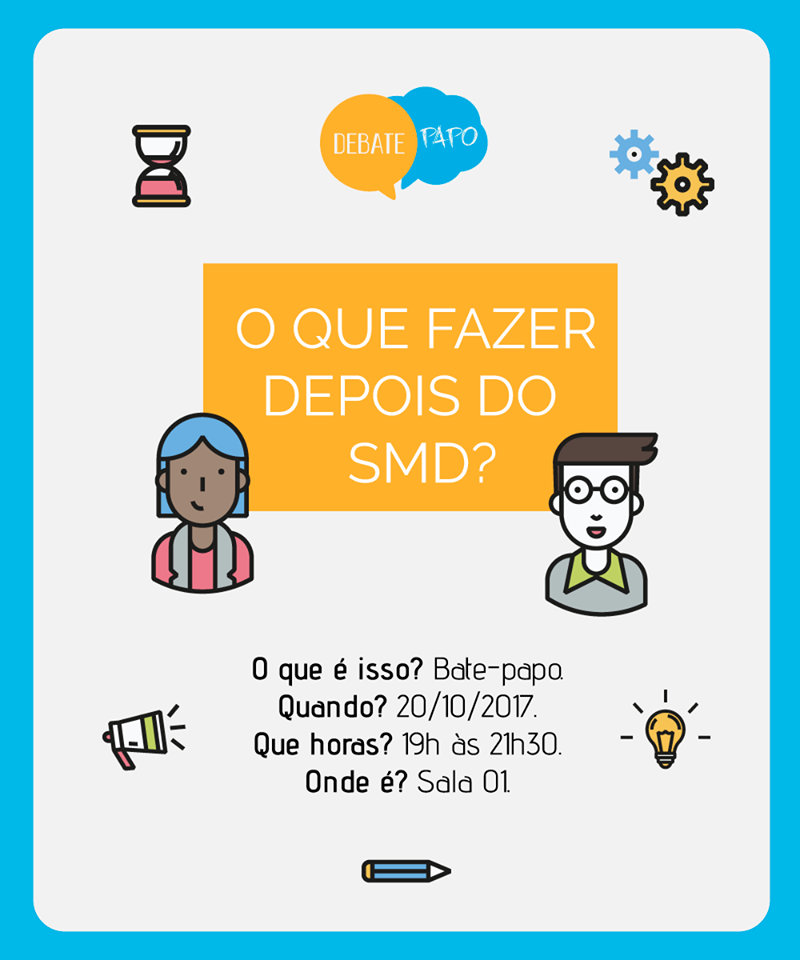 DEBATE PAPO
O QUE FAZER
DEPOIS DO
SMD?
O que é isso? Bate-papo.
Quando? 20/10/2017.
Que horas? 19h às 21h30.
Onde é? Sala 01.